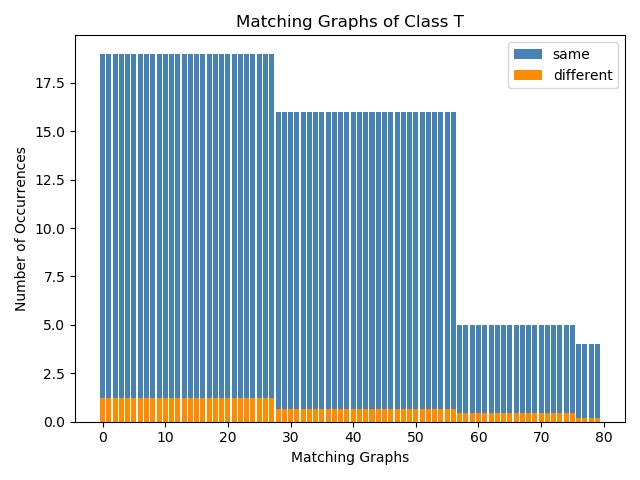 Matching Graphs of Class T
same
different
Number of Occurrences
17.5
15.0
12.5
10.0
7.5
5.0
2.5
0.0
0 10 20 30 40 50 60 70 80
Matching Graphs